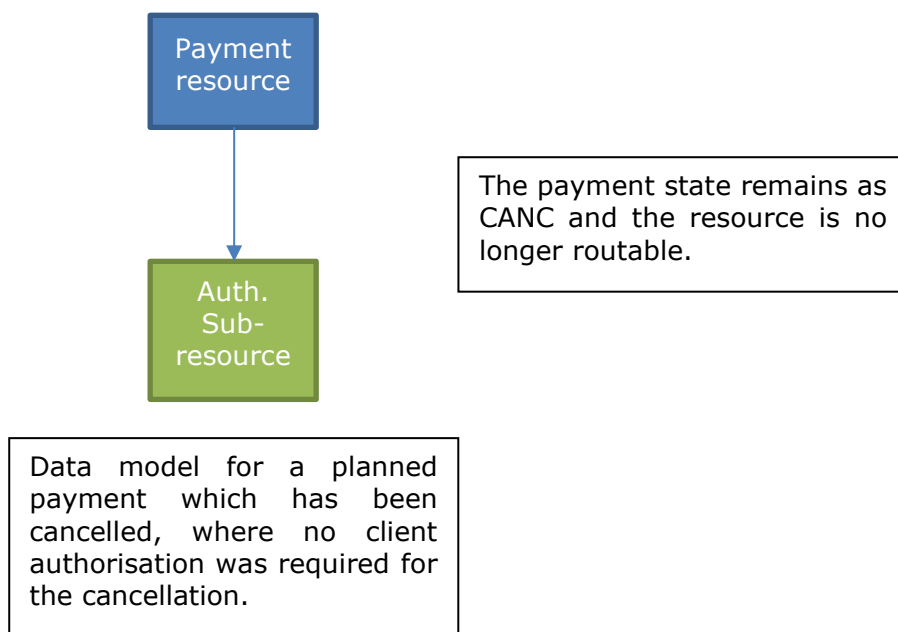 Payment
resource
The payment state remains as
CANC and the resource is no
longer routable.
Auth.
Sub-
resource
Data model for a planned
payment which has been
cancelled, where no client
authorisation was required for
the cancellation.